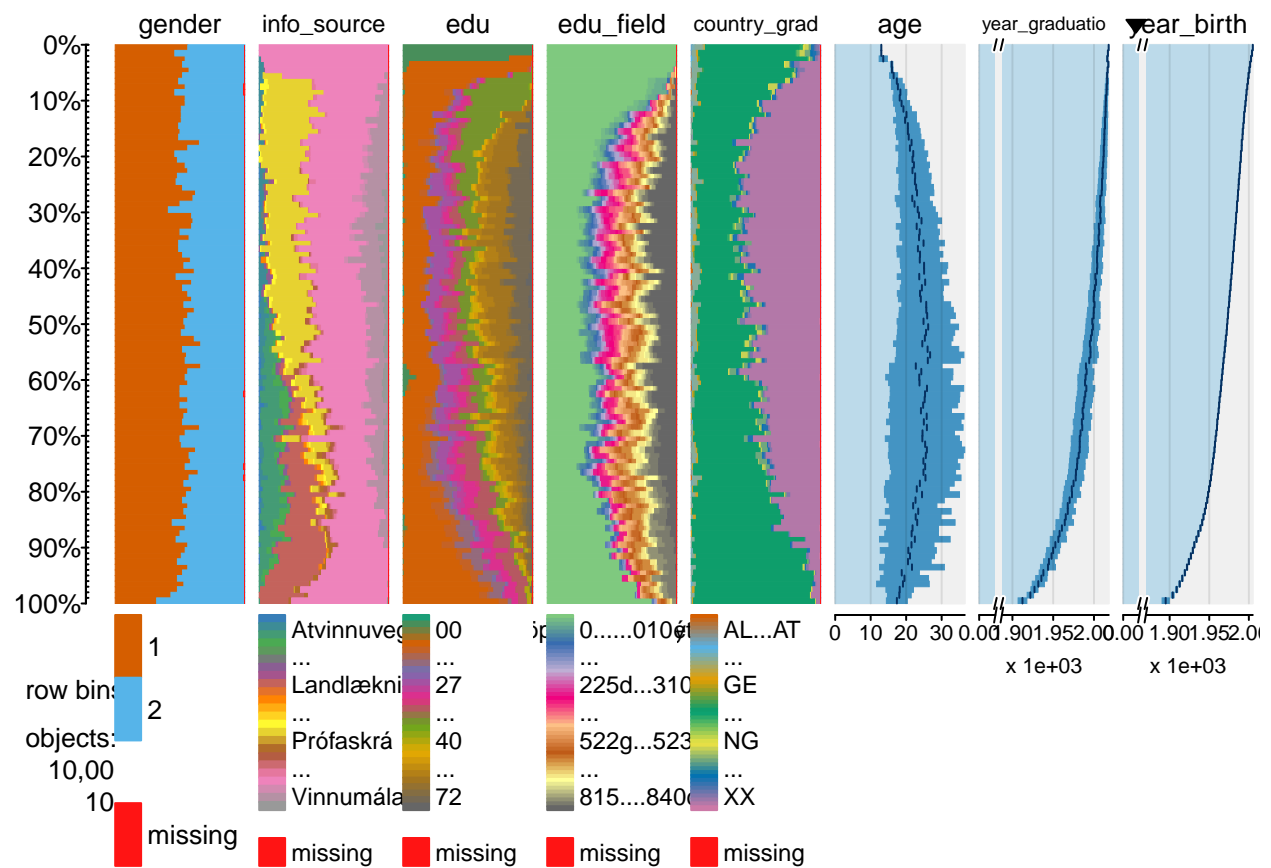 gender info_source edu edu_field country_grad age year_graduatio year_birth
0%
10%
20%
30%
40%
50%
60%
70%
80%
90%
100%
0 10 20 30
x 1e+03 x 1e+03
row bins
objects:
10,00
10
1
2
missing
Atvinnuveg
...
Landlækni
...
Prófaskrá
...
Vinnumála
missing
00
...
27
...
40
...
72
missing
0......010
...
225d...310
...
522g...523
...
815....840
missing
AL...AT
...
GE
...
NG
...
XX
missing